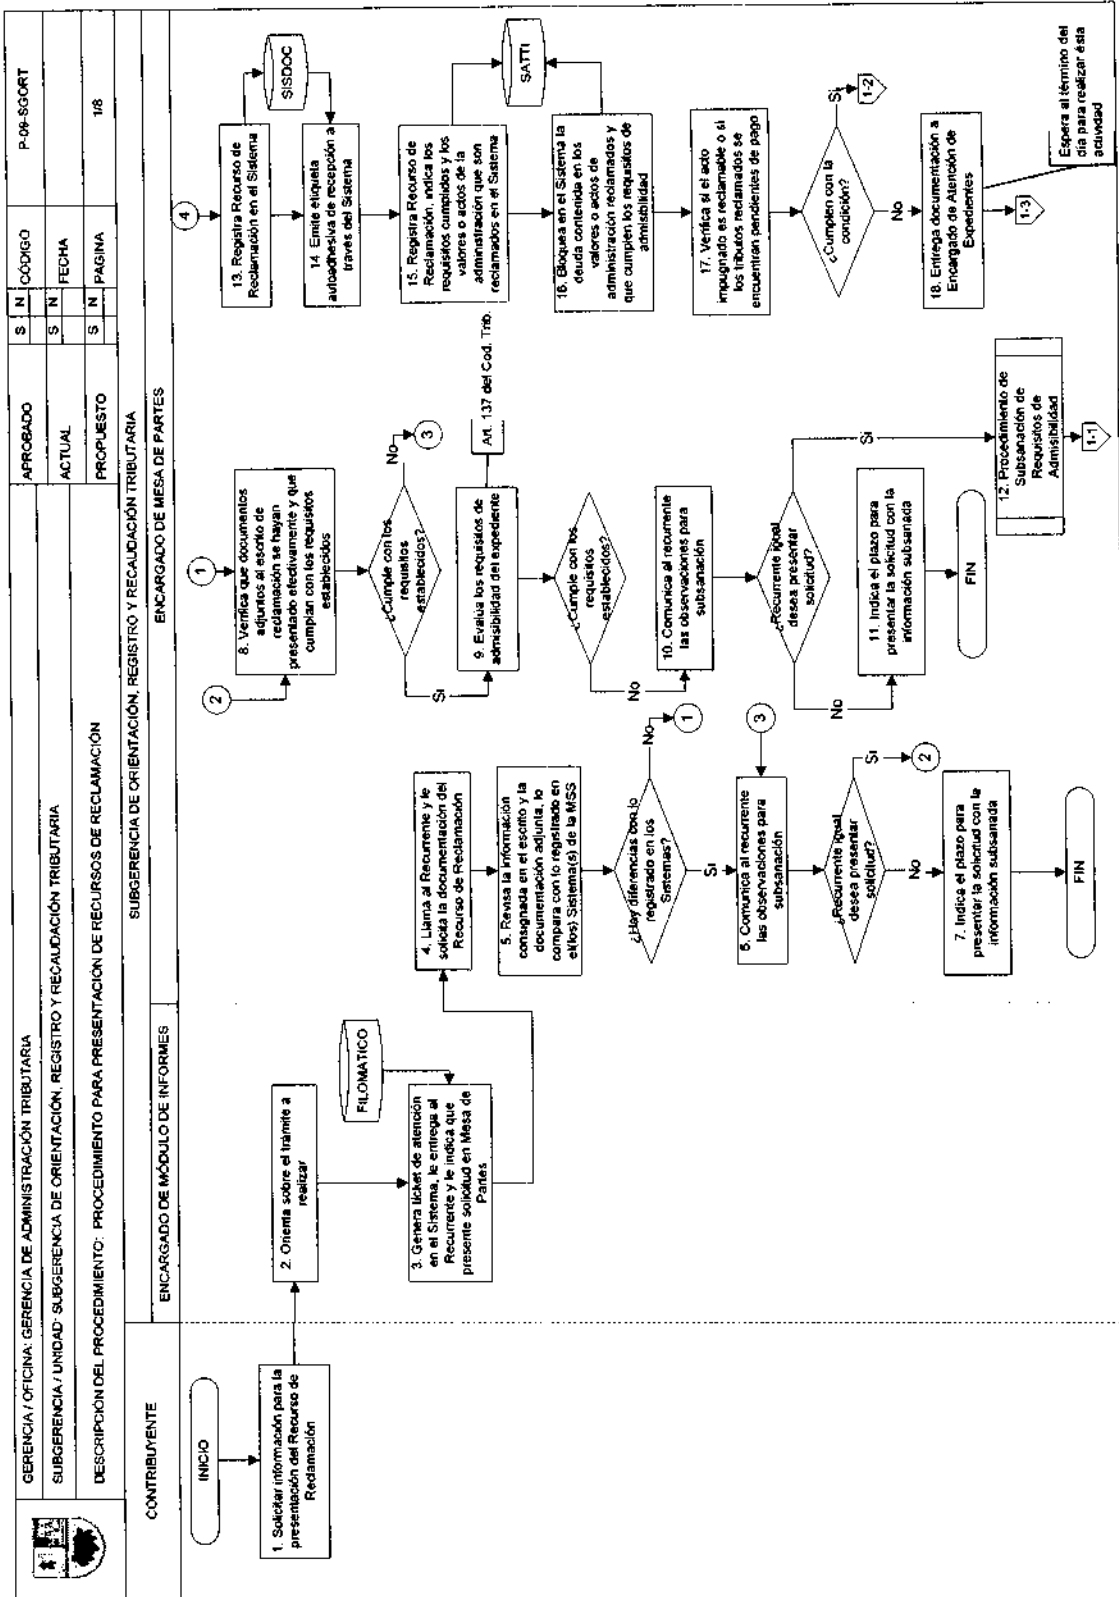 GERENCIA / OFICINA: GERENCIA DE ADMINISTRACIÓN TRIBUTARIA
APROBADO
S
N
CÓDIGO
P-09-SGORT
SUBGERENCIA / UNIDAD: SUBGERENCIA DE ORIENTACIÓN, REGISTRO Y RECAUDACIÓN TRIBUTARIA
ACTUAL
S
N
FECHA
DESCRIPCIÓN DEL PROCEDIMIENTO: PROCEDIMIENTO PARA PRESENTACIÓN DE RECURSOS DE RECLAMACIÓN
PROPUESTO
S
N
PAGINA
1/8
SUBGERENCIA DE ORIENTACIÓN, REGISTRO Y RECAUDACIÓN TRIBUTARIA
CONTRIBUYENTE
ENCARGADO DE MÓDULO DE INFORMES
ENCARGADO DE MESA DE PARTES
INICIO
1. Solicitar información para la
presentación del Recurso de
Reclamación
2. Orienta sobre el trámite a
realizar
FILOMATICO
3. Genera ticket de atención
en el Sistema, le entrega al
Recurrente y le indica que
presente solicitud en Mesa de
Partes
4. Llama al Recurrente y le
solicita la documentación del
Recurso de Reclamación
5. Revisa la información
consignada en el escrito y la
documentación adjunta, lo
compara con lo registrado en
el(los) Sistema(s) de la MSS
¿Hay diferencias con lo
registrado en los
Sistemas?
No
1
Si
3
6. Comunica al recurrente
las observaciones para
subsanación
¿Recurrente igual
desea presentar
solicitud?
Si
2
No
7. Indica el plazo para
presentar la solicitud con la
información subsanada
FIN
1
2
8. Verifica que documentos
adjuntos al escrito de
reclamación se hayan
presentado efectivamente y que
cumplan con los requisitos
establecidos
¿Cumple con los
requisitos
establecidos?
No
3
Si
9. Evalúa los requisitos de
admisibilidad del expediente
Art. 137 del Cod. Trib.
¿Cumple con los
requisitos
establecidos?
No
10. Comunica al recurrente
las observaciones para
subsanación
¿Recurrente igual
desea presentar
solicitud?
Si
No
11. Indica el plazo para
presentar la solicitud con la
información subsanada
FIN
12. Procedimiento de
Subsanación de
Requisitos de
Admisibilidad
1-1
4
13. Registra Recurso de
Reclamación en el Sistema
SISDOC
14 Emite etiqueta
autoadhesiva de recepción a
través del Sistema
15. Registra Recurso de
Reclamación, indica los
requisitos cumplidos y los
valores o actos de la
administración que son
reclamados en el Sistema
SATTI
16. Bloquea en el Sistema la
deuda contenida en los
valores o actos de
administración reclamados y
que cumplen los requisitos de
admisibilidad
17. Verifica si el acto
impugnado es reclamable o si
los tributos reclamados se
encuentran pendientes de pago
¿Cumplen con la
condición?
Si
1-2
No
18. Entrega documentación a
Encargado de Atención de
Expedientes
1-3
Espera al término del
día para realizar ésta
actividad